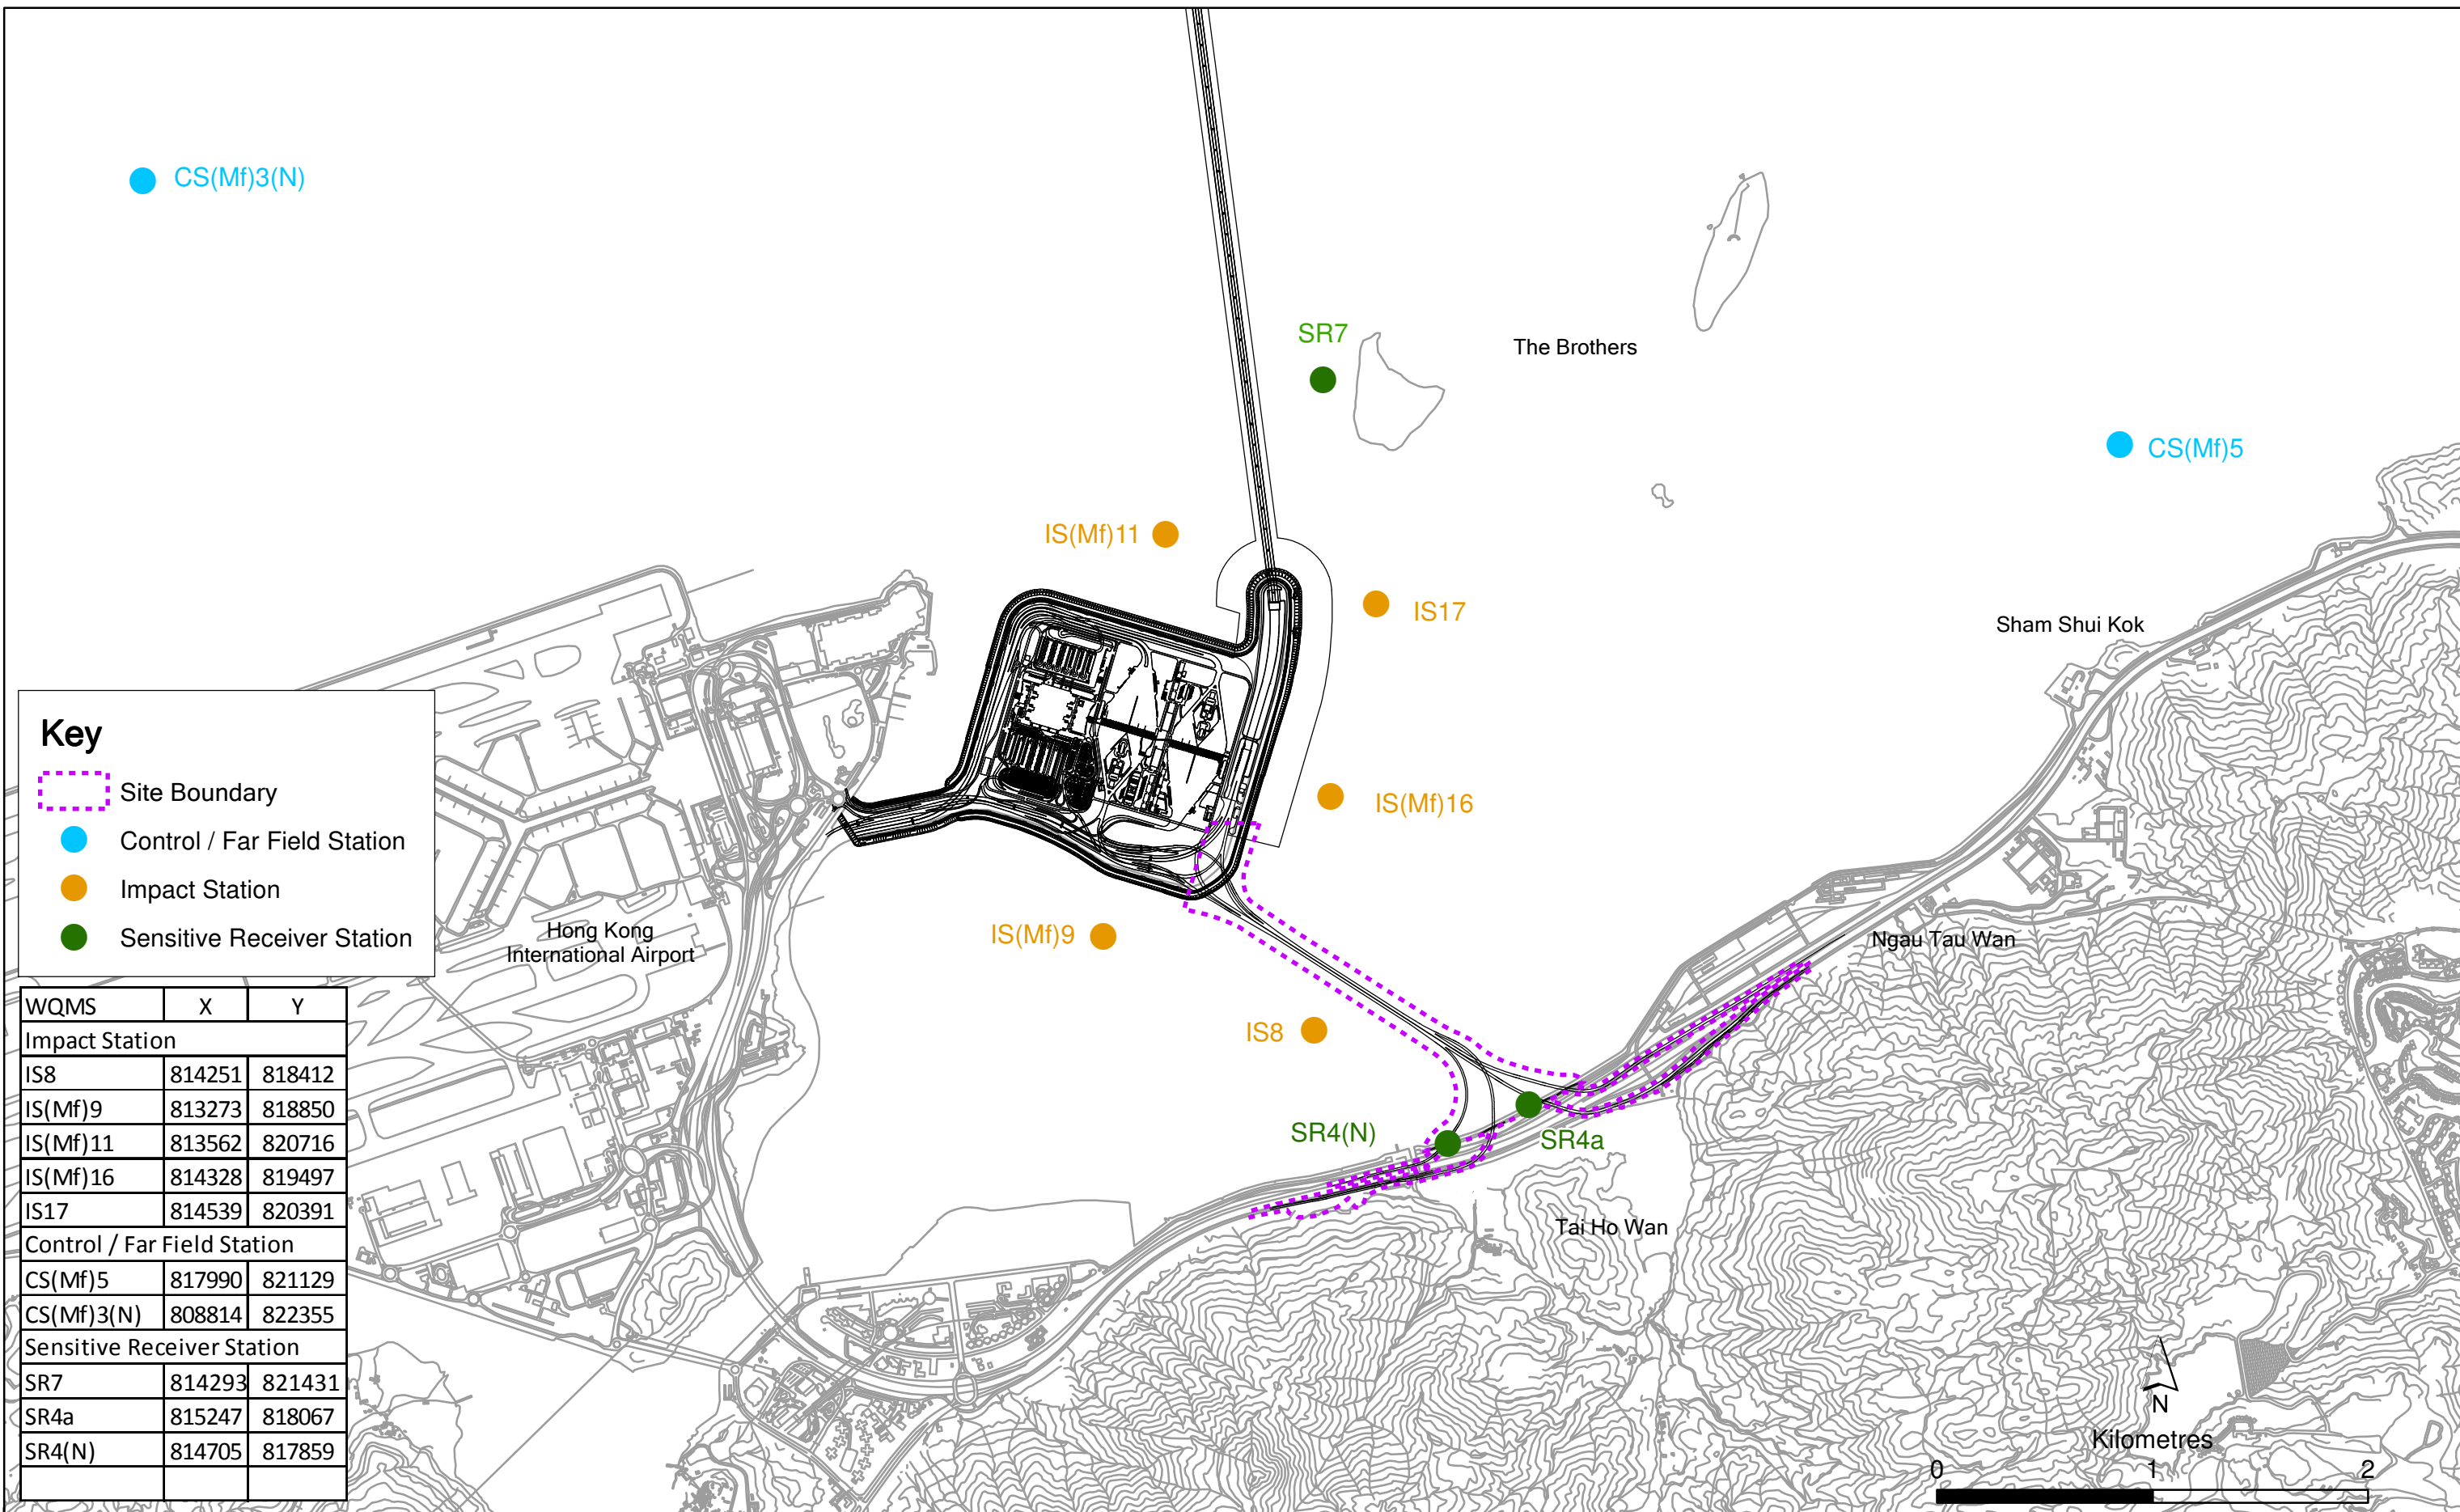 CS(Mf)3(N)
SR7
The Brothers
CS(Mf)5
IS(Mf)11
IS17
Sham Shui Kok
IS(Mf)16
Key
Site Boundary
Control / Far Field Station
Impact Station
Sensitive Receiver Station
Hong Kong
International Airport
IS(Mf)9
Ngau Tau Wan
IS8
SR4(N)
SR4a
Tai Ho Wan
WQMS X Y
Impact Station
IS8 814251 818412
IS(Mf)9 813273 818850
IS(Mf)11 813562 820716
IS(Mf)16 814328 819497
IS17 814539 820391
Control / Far Field Station
CS(Mf)5 817990 821129
CS(Mf)3(N) 808814 822355
Sensitive Receiver Station
SR7 814293 821431
SR4a 815247 818067
SR4(N) 814705 817859
N
Kilometres
0 1 2